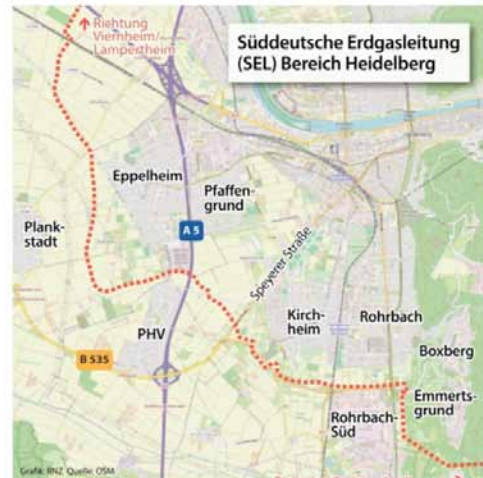 Richtung
Viernheim/
Lampertheim
Süddeutsche Erdgasleitung
(SEL) Bereich Heidelberg
Eppelheim
Pfaffen-
grund
Plank-
stadt
A 5
Speyerer Straße
PHV
Kirch-
heim
Rohrbach
Boxberg
B 535
Emmerts-
grund
Rohrbach-
Süd
Grafik: RNZ, Quelle: OSM